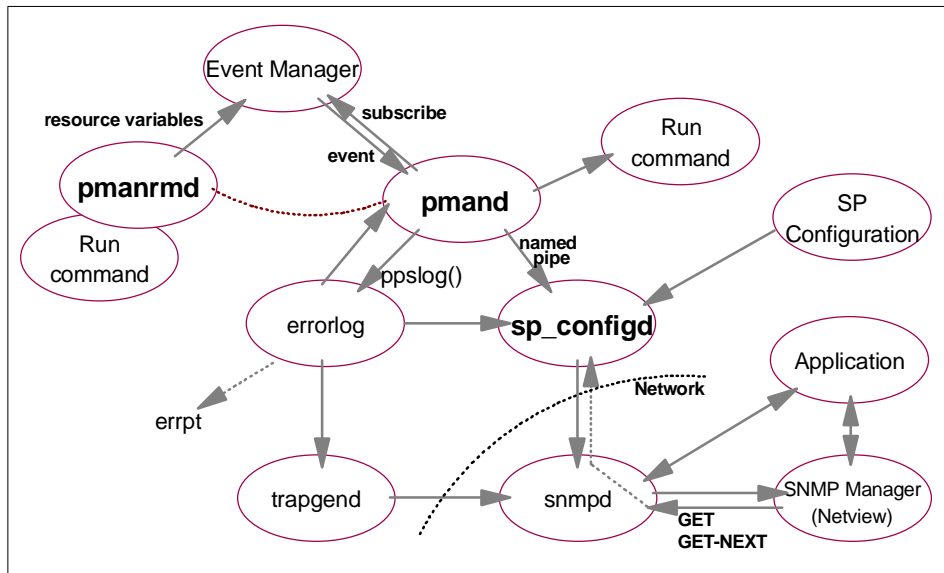 Event Manager
subscribe
resource variables
Run
command
event
pmanrmd
pmand
SP
Configuration
Run
command
named
pipe
ppslog()
errorlog
sp_configd
Application
Network
errpt
trapgend
snmpd
SNMP Manager
(Netview)
GET
GET-NEXT